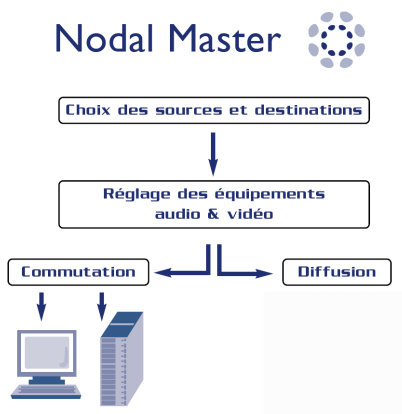 Nodal Master
Choix des sources et destinations
Réglage des équipements
audio & vidéo
Commutation
Diffusion